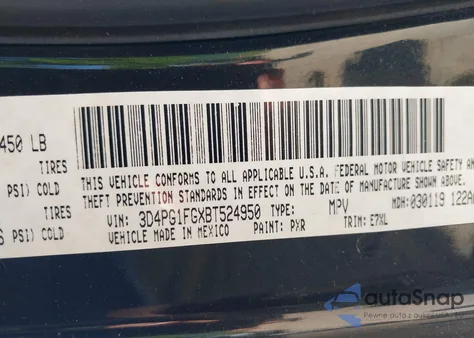 450 LB
TIRES
PSI) COLD
THIS VEHICLE CONFORMS TO ALL APPLICABLE U.S.A. FEDERAL MOTOR VEHICLE SAFETY AND
TIRES
THEFT PREVENTION STANDARDS IN EFFECT ON THE DATE OF MANUFACTURE SHOWN ABOVE
PSI) COLD
VIN: 3D4PG1FGXBT524950 TYPE: MPV MDH: 030119 122A
VEHICLE MADE IN MEXICO PAINT: PXR TRIM: E7XL
autoSnap
Pewne auta z